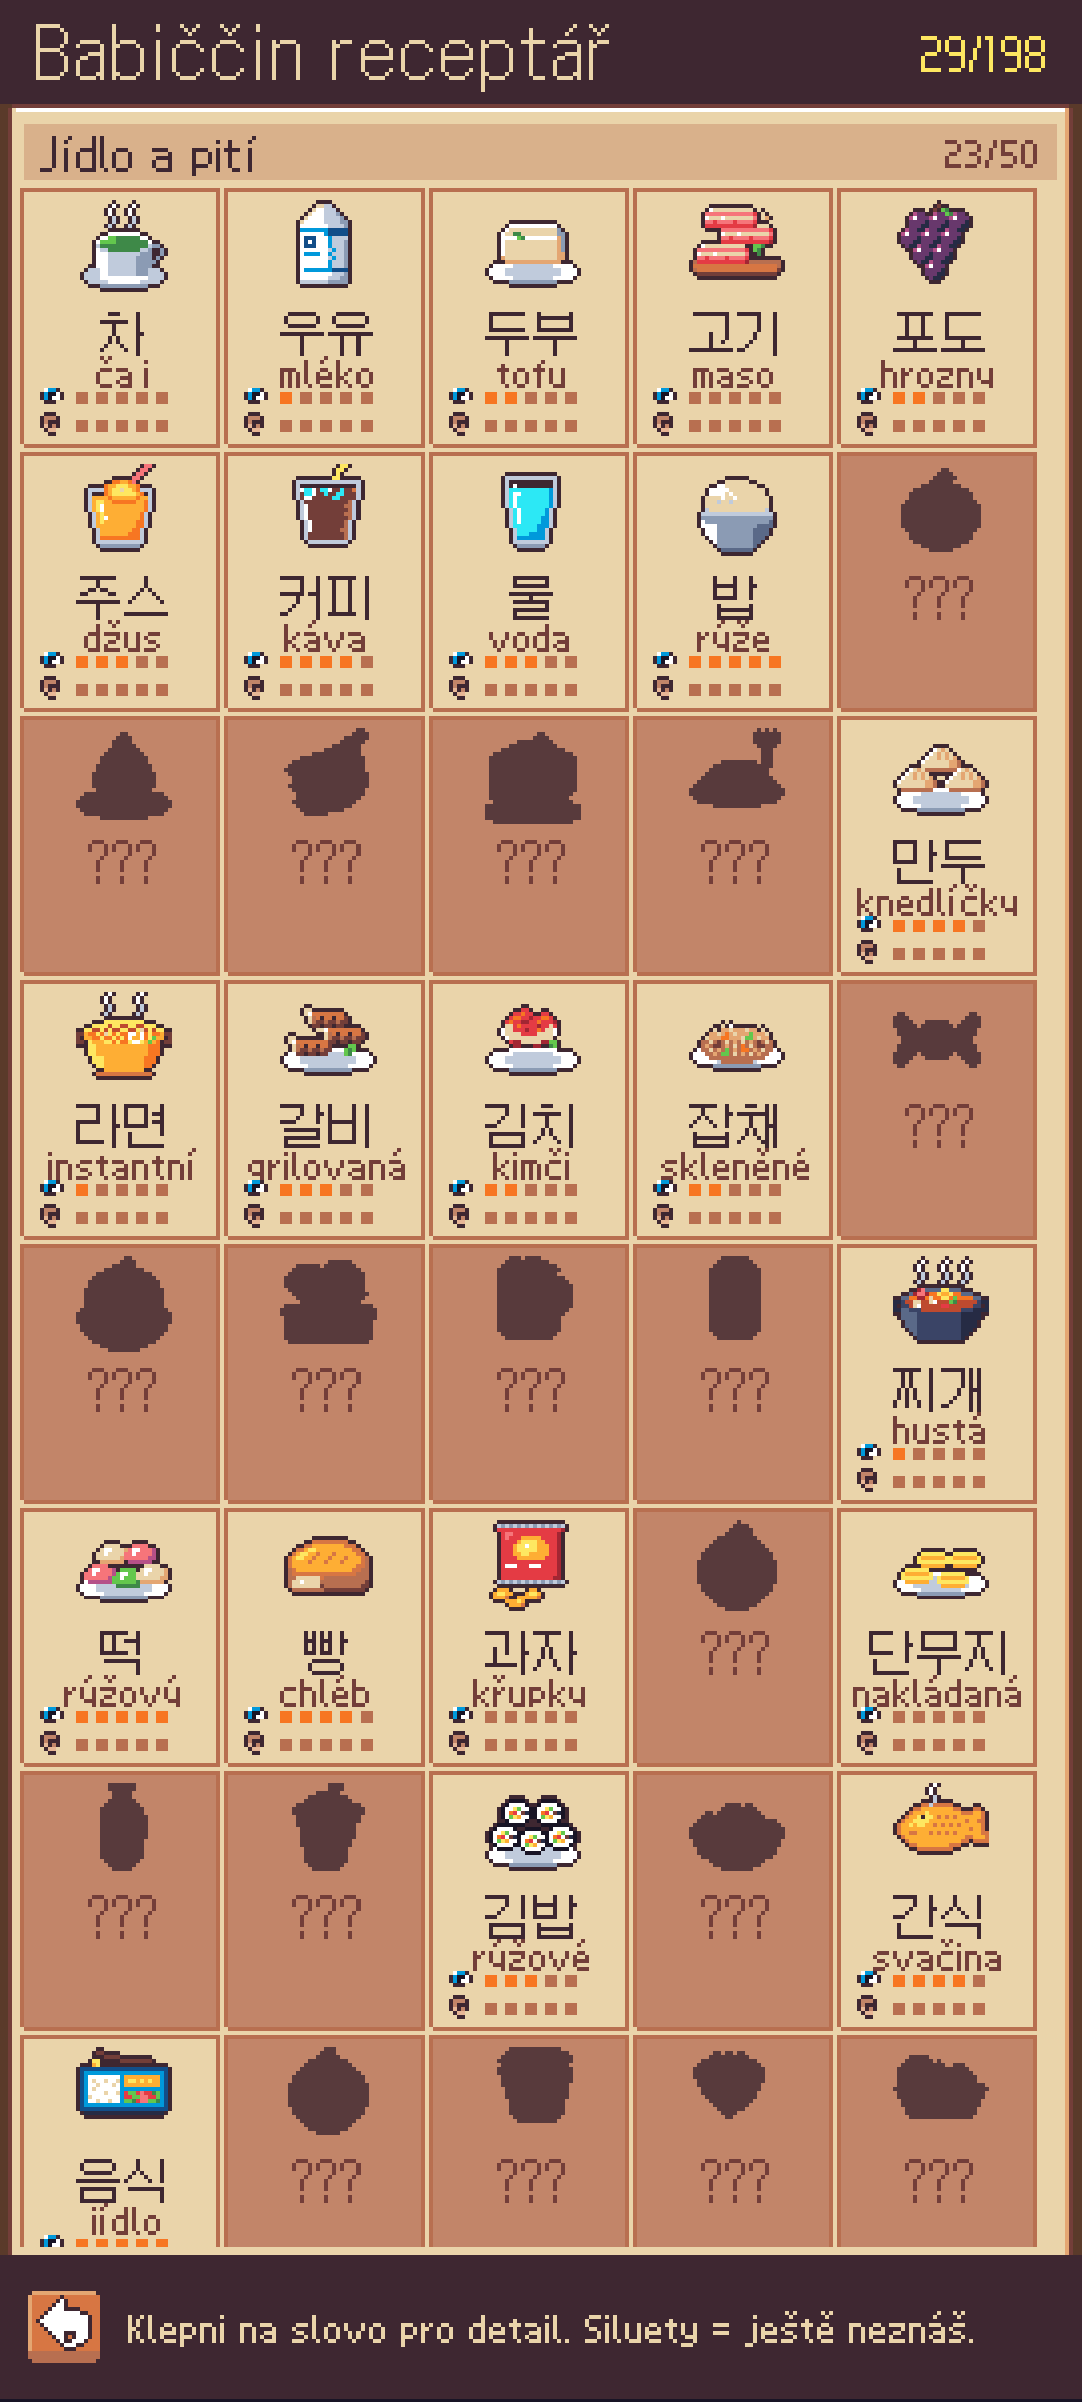 Babiččin receptář
29/198
Jídlo a pití
23/50
차
čaj
우유
mléko
두부
tofu
고기
maso
포도
hrozny
주스
džus
커피
káva
물
voda
밥
rýže
???
???
???
???
???
만두
knedlíčky
라면
instantní
갈비
grilovaná
김치
kimči
잡채
skleněné
???
???
???
???
???
찌개
hustá
떡
rýžový
빵
chléb
과자
křupky
???
단무지
nakládaná
???
???
김밥
rýžové
???
간식
svačina
음식
jídlo
???
???
???
???
Klepni na slovo pro detail. Siluety = ještě neznáš.